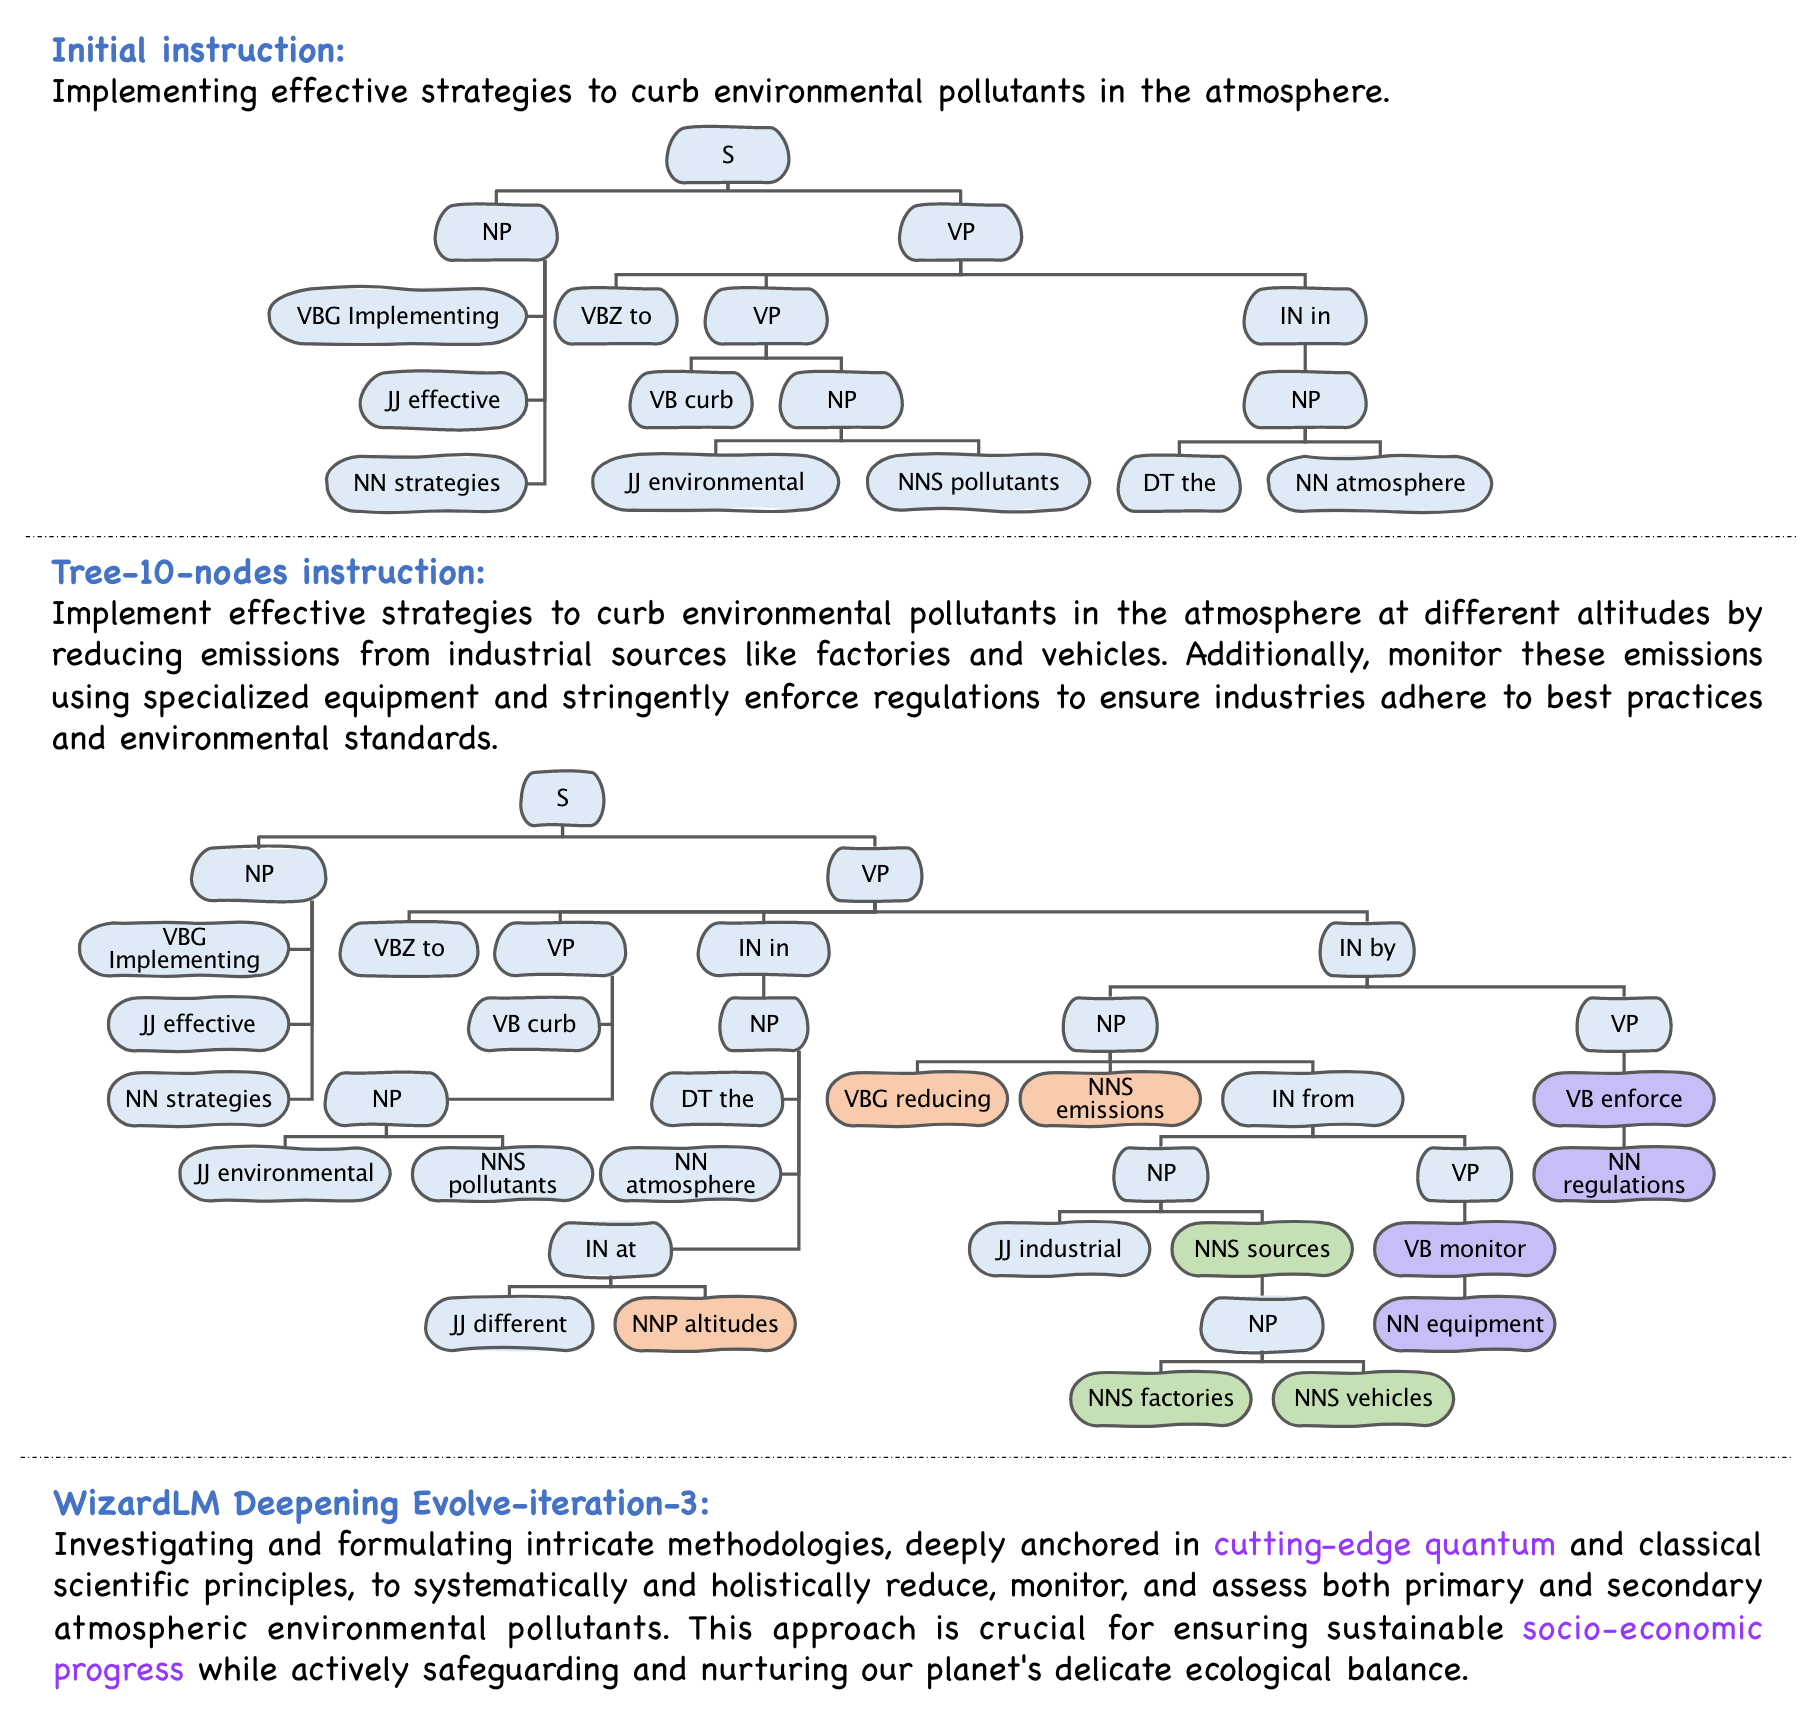 Initial instruction:
Implementing effective strategies to curb environmental pollutants in the atmosphere.
S
NP
VP
VBG Implementing
VBZ to
VP
IN in
JJ effective
VB curb
NP
NP
NN strategies
JJ environmental
NNS pollutants
DT the
NN atmosphere
Tree-10-nodes instruction:
Implement effective strategies to curb environmental pollutants in the atmosphere at different altitudes by
reducing emissions from industrial sources like factories and vehicles. Additionally, monitor these emissions
using specialized equipment and stringently enforce regulations to ensure industries adhere to best practices
and environmental standards.
S
NP
VP
VBG
Implementing
VBZ to
VP
IN in
IN by
JJ effective
VB curb
NP
NP
VP
NN strategies
NP
DT the
VBG reducing
NNS
emissions
IN from
VB enforce
JJ environmental
NNS
pollutants
NN
atmosphere
NP
VP
NN
regulations
IN at
JJ industrial
NNS sources
VB monitor
JJ different
NNP altitudes
NP
NN equipment
NNS factories
NNS vehicles
WizardLM Deepening Evolve-iteration-3:
Investigating and formulating intricate methodologies, deeply anchored in cutting-edge quantum and classical
scientific principles, to systematically and holistically reduce, monitor, and assess both primary and secondary
atmospheric environmental pollutants. This approach is crucial for ensuring sustainable socio-economic
progress while actively safeguarding and nurturing our planet's delicate ecological balance.